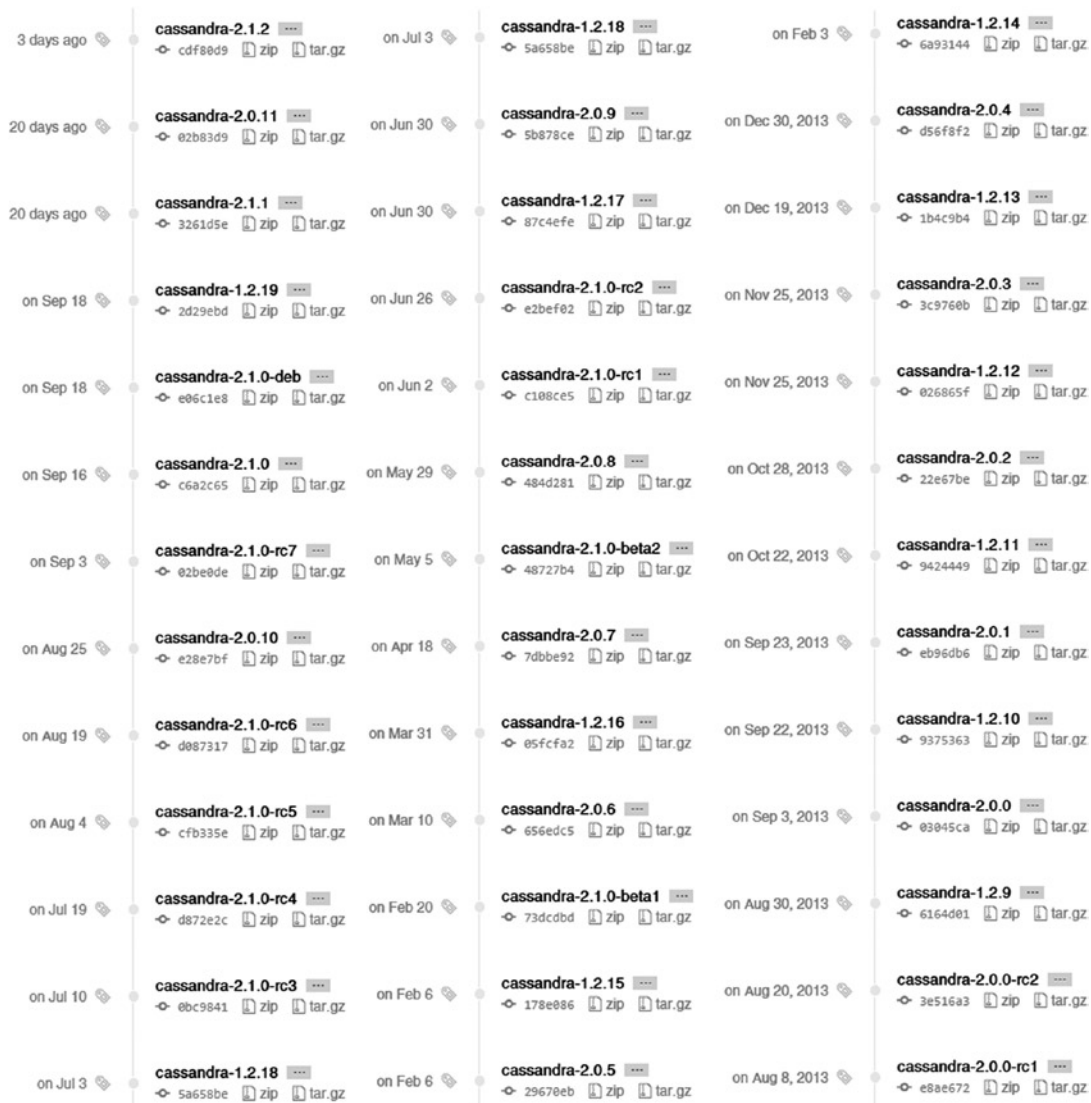 3 days ago
cassandra-2.1.2 ...
cdf80d9 zip tar.gz
20 days ago
cassandra-2.0.11 ...
02b83d9 zip tar.gz
20 days ago
cassandra-2.1.1 ...
3261d5e zip tar.gz
on Sep 18
cassandra-1.2.19 ...
2d29ebd zip tar.gz
on Sep 18
cassandra-2.1.0-deb ...
e06c1e8 zip tar.gz
on Sep 16
cassandra-2.1.0 ...
c6a2c65 zip tar.gz
on Sep 3
cassandra-2.1.0-rc7 ...
02be0de zip tar.gz
on Aug 25
cassandra-2.0.10 ...
e28e7bf zip tar.gz
on Aug 19
cassandra-2.1.0-rc6 ...
d087317 zip tar.gz
on Aug 4
cassandra-2.1.0-rc5 ...
cfb335e zip tar.gz
on Jul 19
cassandra-2.1.0-rc4 ...
d872e2c zip tar.gz
on Jul 10
cassandra-2.1.0-rc3 ...
0bc9841 zip tar.gz
on Jul 3
cassandra-1.2.18 ...
5a658be zip tar.gz
on Jul 3
cassandra-1.2.18 ...
5a658be zip tar.gz
on Jun 30
cassandra-2.0.9 ...
5b878ce zip tar.gz
on Jun 30
cassandra-1.2.17 ...
87c4efe zip tar.gz
on Jun 26
cassandra-2.1.0-rc2 ...
e2bef02 zip tar.gz
on Jun 2
cassandra-2.1.0-rc1 ...
c108ce5 zip tar.gz
on May 29
cassandra-2.0.8 ...
484d281 zip tar.gz
on May 5
cassandra-2.1.0-beta2 ...
48727b4 zip tar.gz
on Apr 18
cassandra-2.0.7 ...
7dbbe92 zip tar.gz
on Mar 31
cassandra-1.2.16 ...
05fcfa2 zip tar.gz
on Mar 10
cassandra-2.0.6 ...
656edc5 zip tar.gz
on Feb 20
cassandra-2.1.0-beta1 ...
73dcdbd zip tar.gz
on Feb 6
cassandra-1.2.15 ...
178e086 zip tar.gz
on Feb 6
cassandra-2.0.5 ...
29670eb zip tar.gz
on Feb 3
cassandra-1.2.14 ...
6a93144 zip tar.gz
on Dec 30, 2013
cassandra-2.0.4 ...
d56f8f2 zip tar.gz
on Dec 19, 2013
cassandra-1.2.13 ...
1b4c9b4 zip tar.gz
on Nov 25, 2013
cassandra-2.0.3 ...
3c9760b zip tar.gz
on Nov 25, 2013
cassandra-1.2.12 ...
026865f zip tar.gz
on Oct 28, 2013
cassandra-2.0.2 ...
22e67be zip tar.gz
on Oct 22, 2013
cassandra-1.2.11 ...
9424449 zip tar.gz
on Sep 23, 2013
cassandra-2.0.1 ...
eb96db6 zip tar.gz
on Sep 22, 2013
cassandra-1.2.10 ...
9375363 zip tar.gz
on Sep 3, 2013
cassandra-2.0.0 ...
03045ca zip tar.gz
on Aug 30, 2013
cassandra-1.2.9 ...
6164d01 zip tar.gz
on Aug 20, 2013
cassandra-2.0.0-rc2 ...
3e516a3 zip tar.gz
on Aug 8, 2013
cassandra-2.0.0-rc1 ...
e8ae672 zip tar.gz